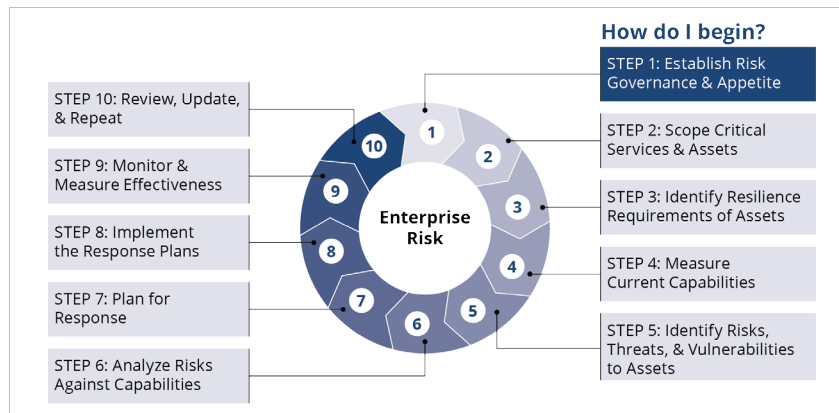 How do I begin?
STEP 1: Establish Risk
Governance & Appetite
STEP 2: Scope Critical
Services & Assets
STEP 3: Identify Resilience
Requirements of Assets
STEP 4: Measure
Current Capabilities
STEP 5: Identify Risks,
Threats, & Vulnerabilities
to Assets
STEP 6: Analyze Risks
Against Capabilities
STEP 7: Plan for
Response
STEP 8: Implement
the Response Plans
STEP 9: Monitor &
Measure Effectiveness
STEP 10: Review, Update,
& Repeat
Enterprise
Risk
1
2
3
4
5
6
7
8
9
10